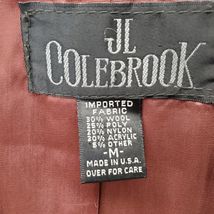 JL
COLEBROOK
IMPORTED
FABRIC
30% WOOL
25% POLY
20% NYLON
20% ACRYLIC
5% OTHER
-M-
MADE IN U.S.A.
OVER FOR CARE